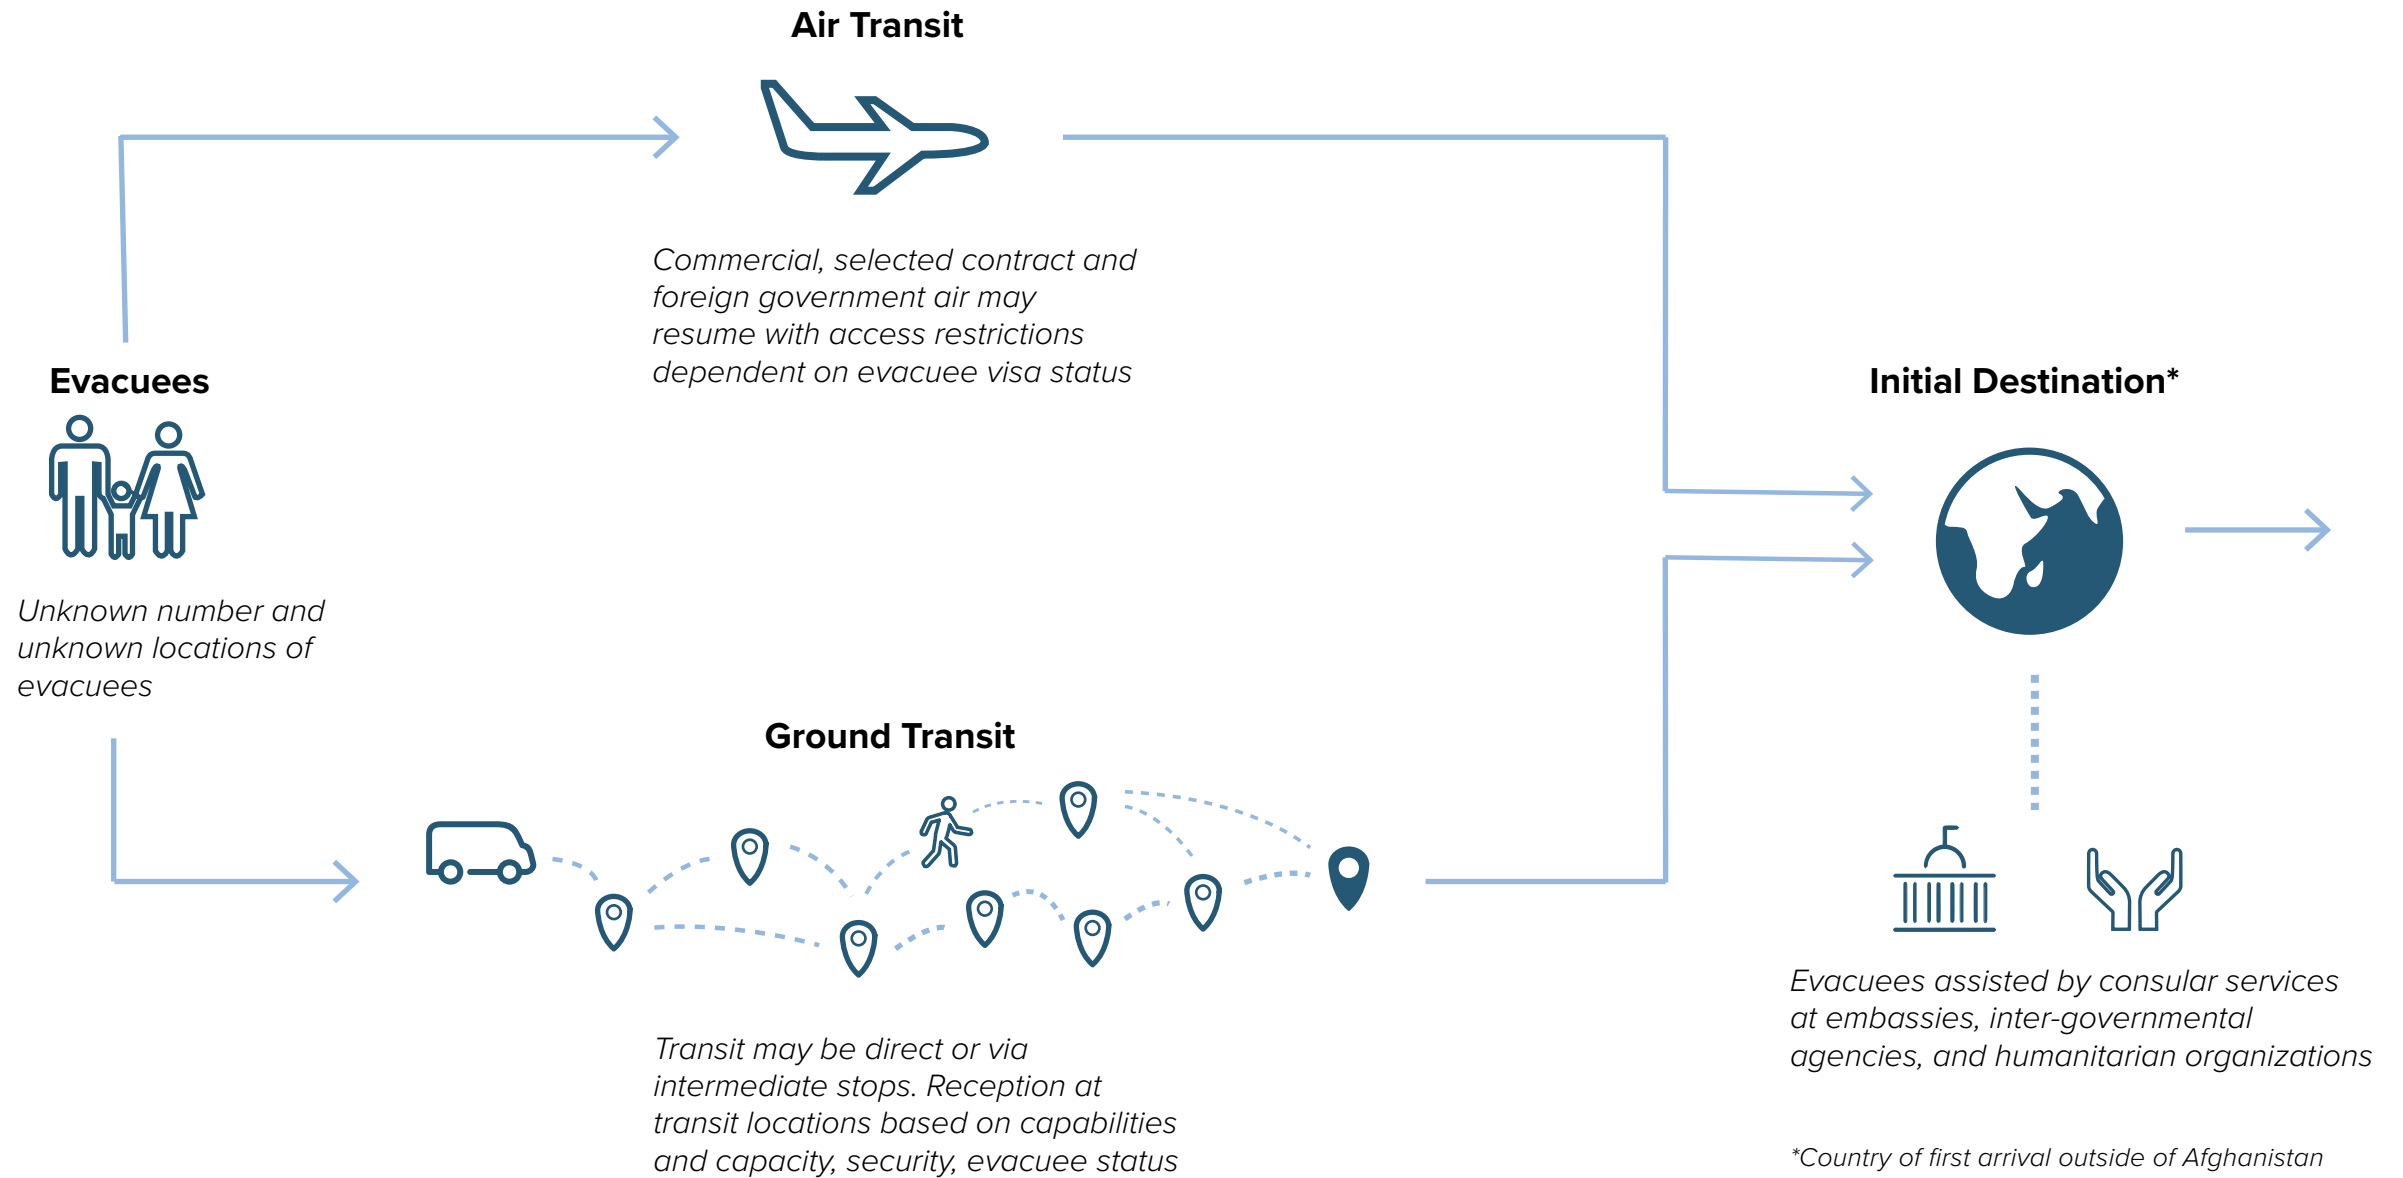 Air Transit
Commercial, selected contract and
foreign government air may
resume with access restrictions
dependent on evacuee visa status
Evacuees
Unknown number and
unknown locations of
evacuees
Ground Transit
Transit may be direct or via
intermediate stops. Reception at
transit locations based on capabilities
and capacity, security, evacuee status
Initial Destination*
Evacuees assisted by consular services
at embassies, inter-governmental
agencies, and humanitarian organizations
*Country of first arrival outside of Afghanistan